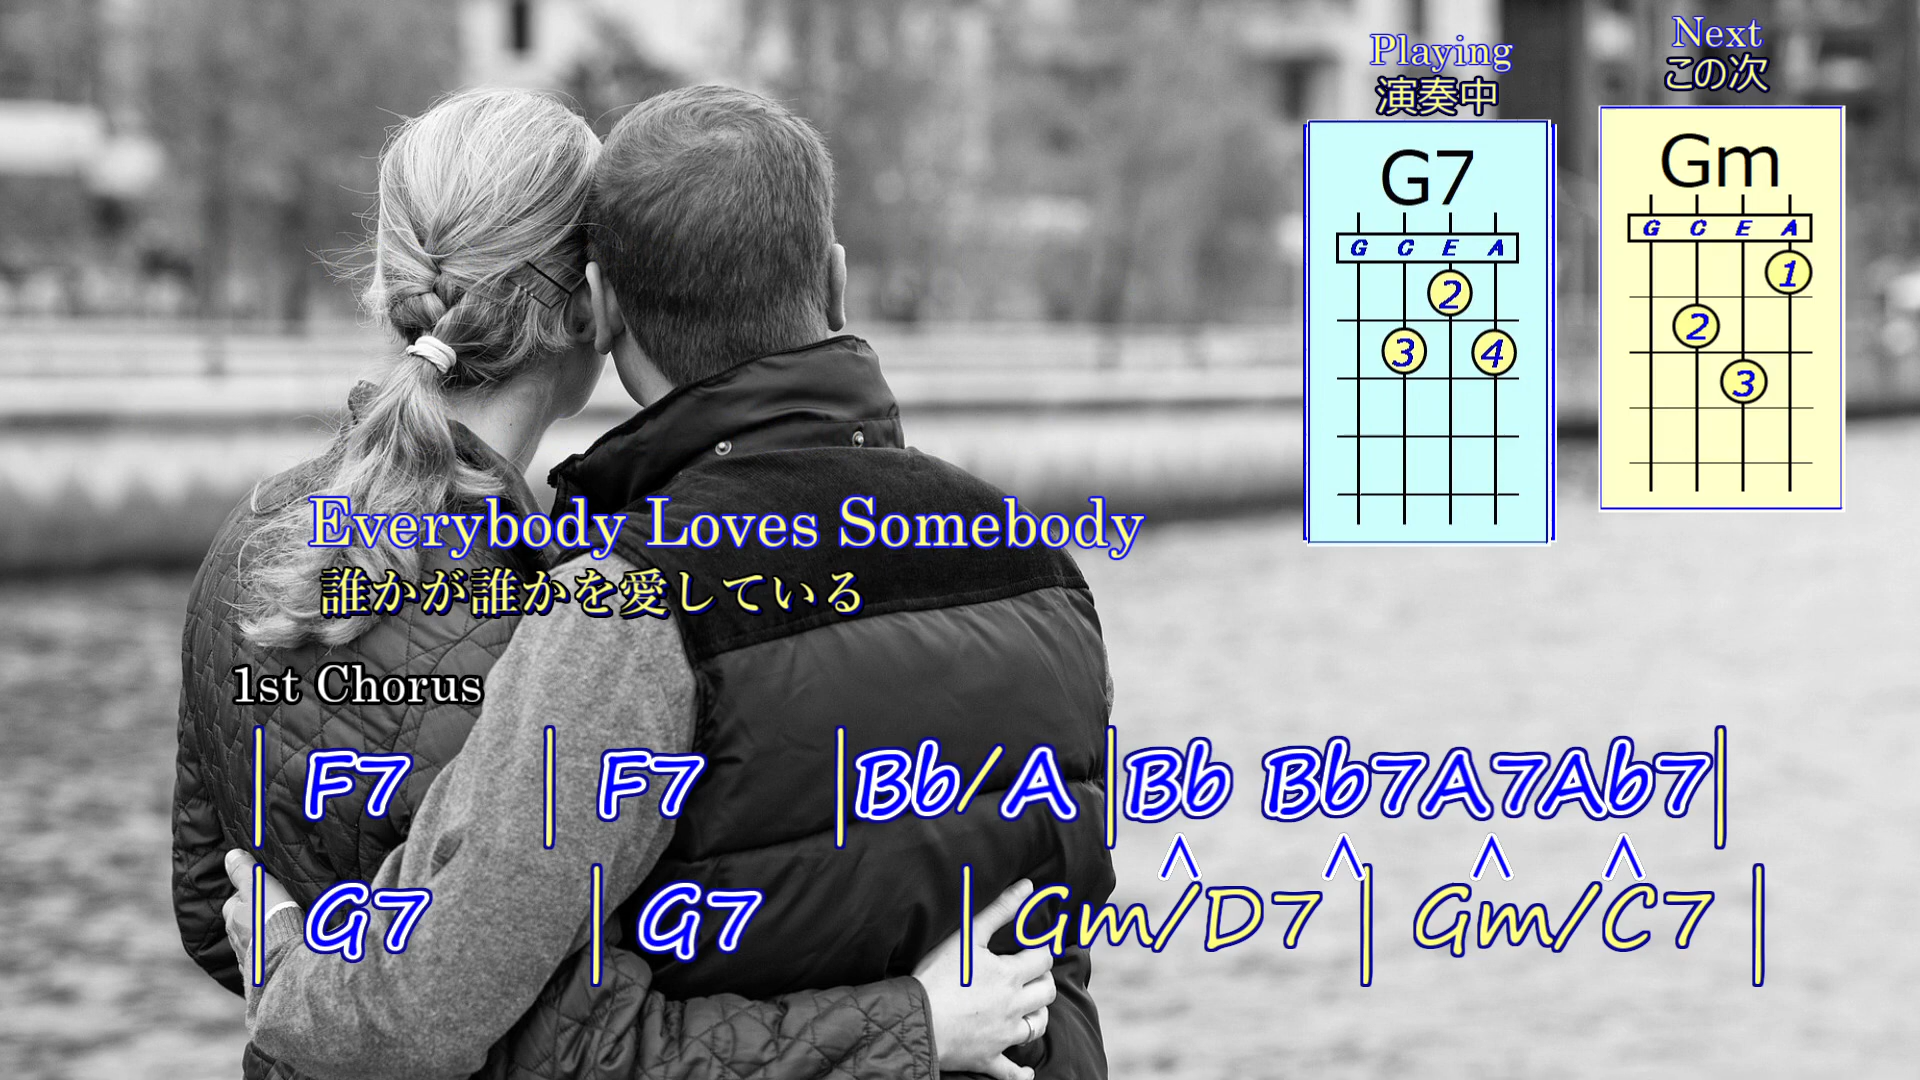 Playing
演奏中
G7
G C E A
2
3 4
Next
この次
Gm
G C E A
1
2
3
Everybody Loves Somebody
誰かが誰かを愛している
1st Chorus
| F7 | F7 | Bb/A | Bb Bb7A7Ab7 |
^ ^ ^ ^
| G7 | G7 | Gm/D7 | Gm/C7 |